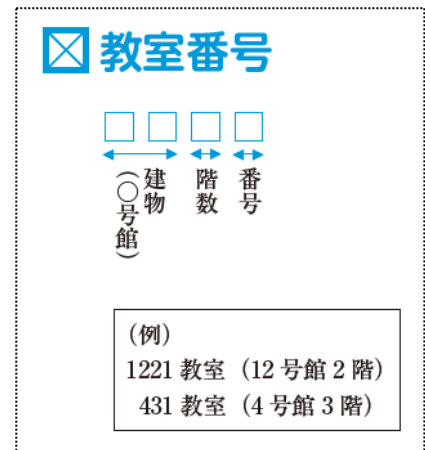 教室番号
建物
（○号館）
階数
番号
（例）
1221 教室（12 号館 2 階）
431 教室（4 号館 3 階）